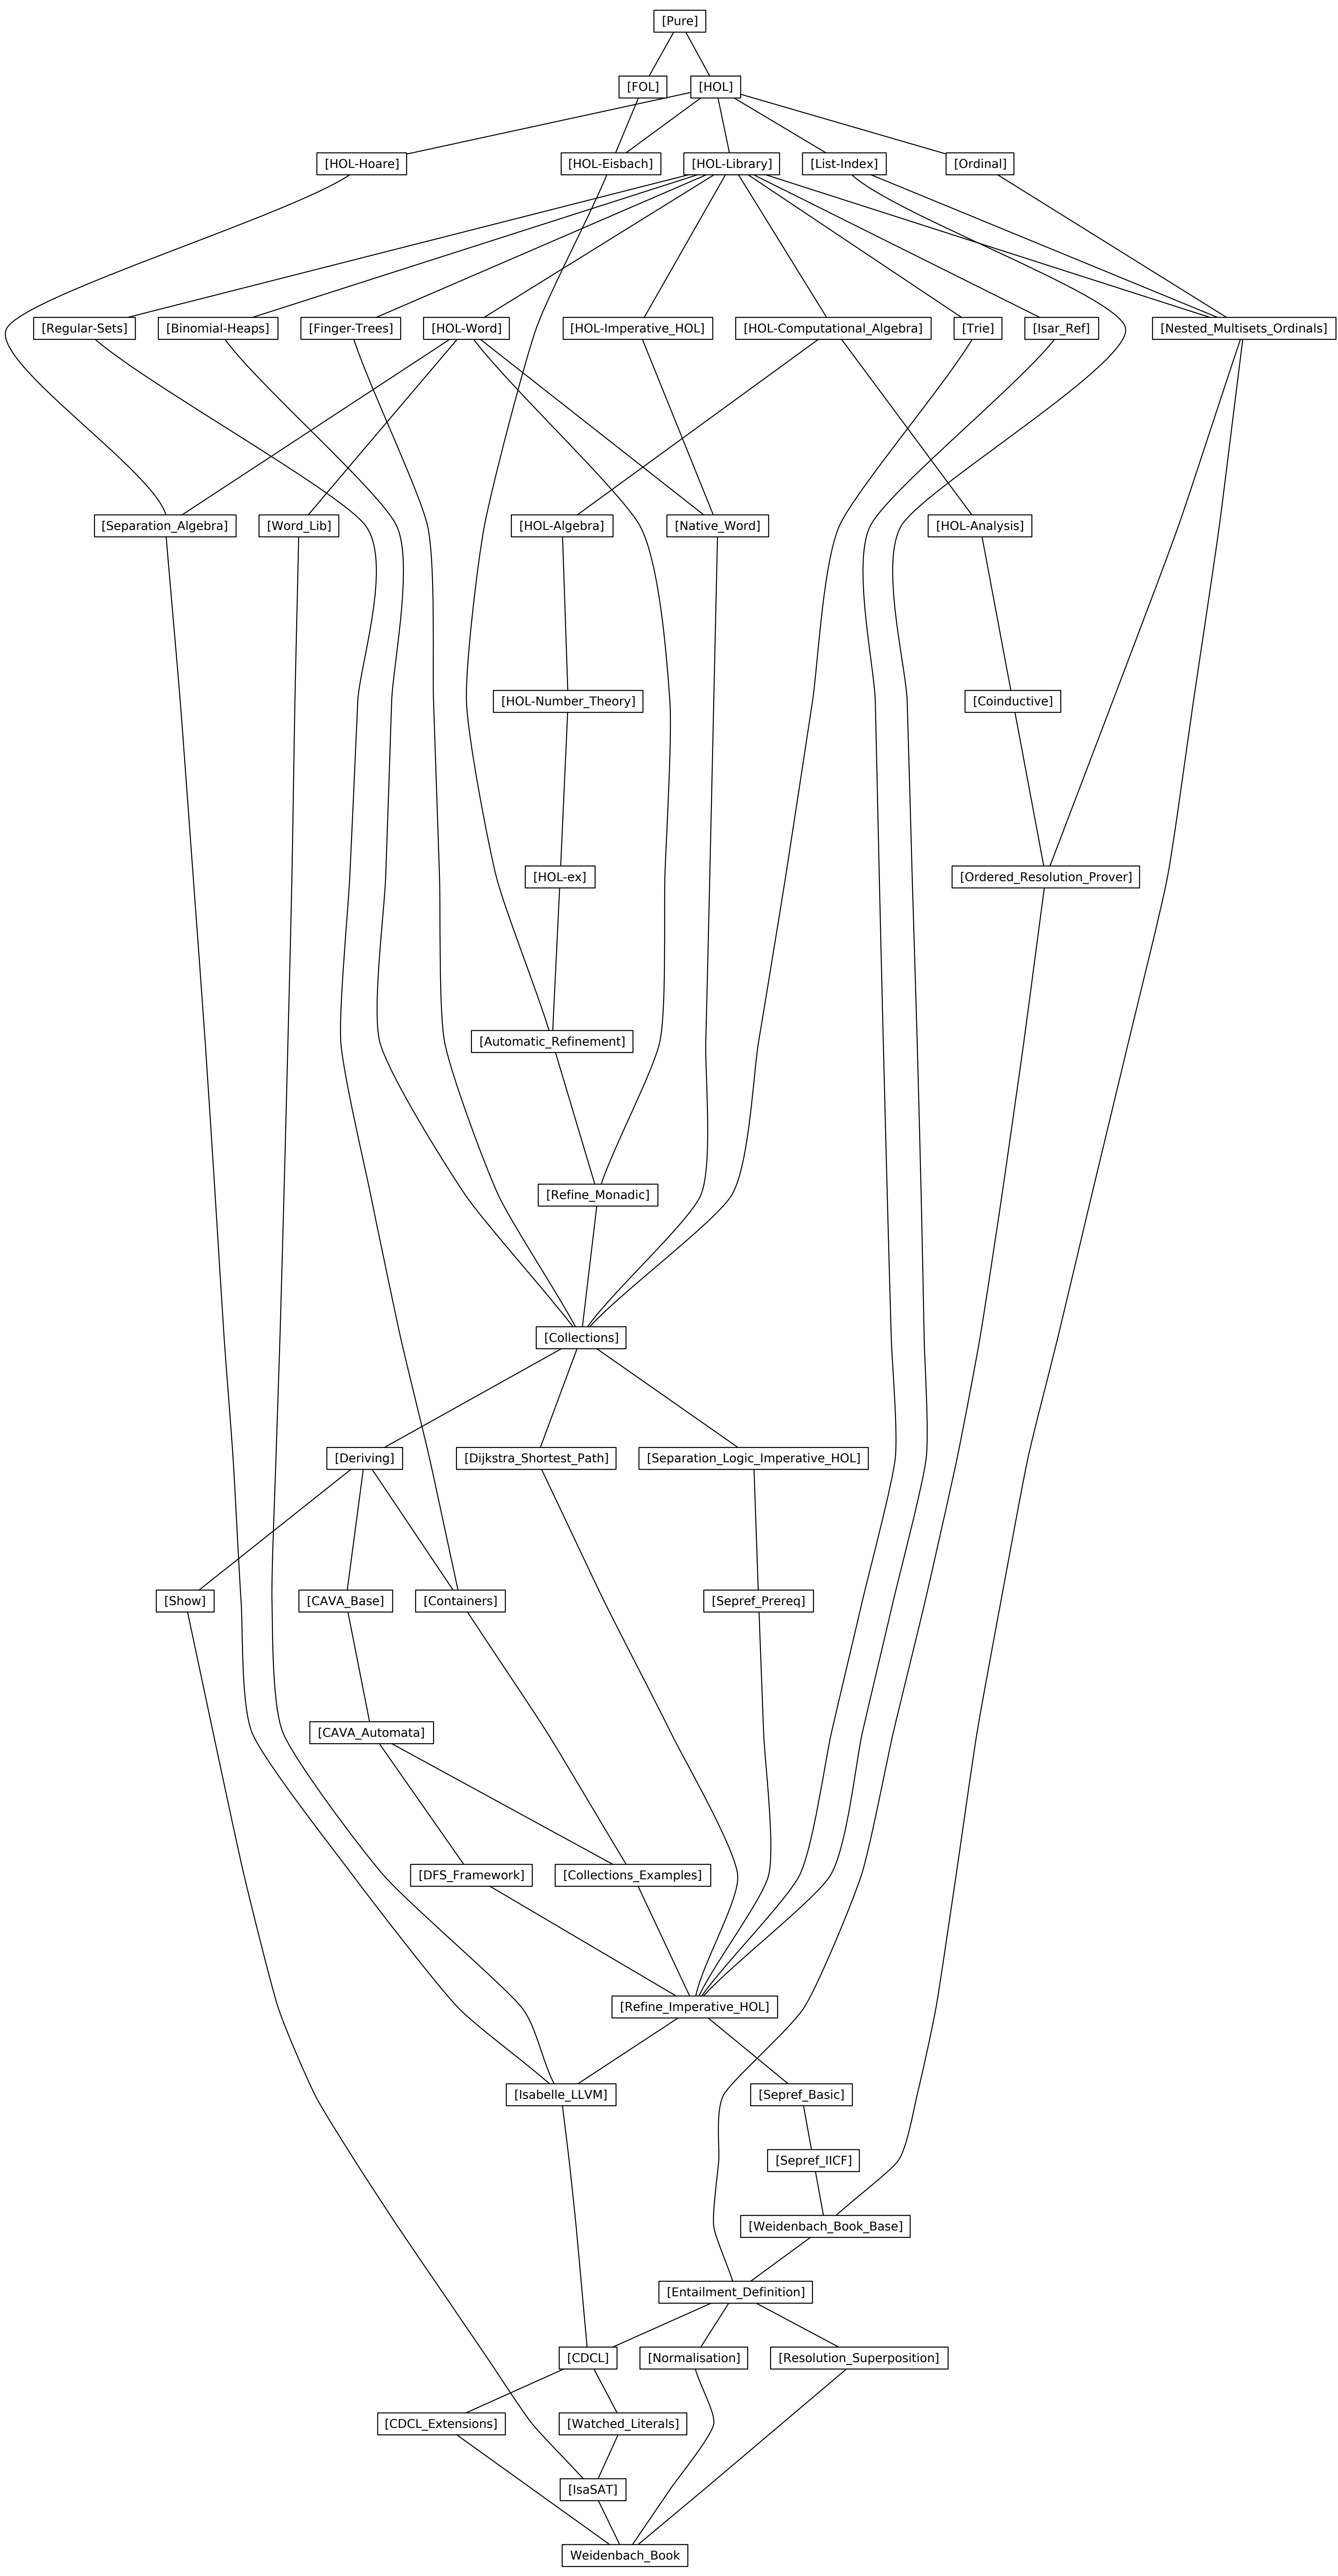 [Pure]
[FOL]
[HOL]
[HOL-Hoare]
[HOL-Eisbach]
[HOL-Library]
[List-Index]
[Ordinal]
[Regular-Sets]
[Binomial-Heaps]
[Finger-Trees]
[HOL-Word]
[HOL-Imperative_HOL]
[HOL-Computational_Algebra]
[Trie]
[Isar_Ref]
[Nested_Multisets_Ordinals]
[Separation_Algebra]
[Word_Lib]
[HOL-Algebra]
[Native_Word]
[HOL-Analysis]
[HOL-Number_Theory]
[Coinductive]
[HOL-ex]
[Ordered_Resolution_Prover]
[Automatic_Refinement]
[Refine_Monadic]
[Collections]
[Deriving]
[Dijkstra_Shortest_Path]
[Separation_Logic_Imperative_HOL]
[Show]
[CAVA_Base]
[Containers]
[Sepref_Prereq]
[CAVA_Automata]
[DFS_Framework]
[Collections_Examples]
[Refine_Imperative_HOL]
[Isabelle_LLVM]
[Sepref_Basic]
[Sepref_IICF]
[Weidenbach_Book_Base]
[Entailment_Definition]
[CDCL]
[Normalisation]
[Resolution_Superposition]
[CDCL_Extensions]
[Watched_Literals]
[IsaSAT]
Weidenbach_Book